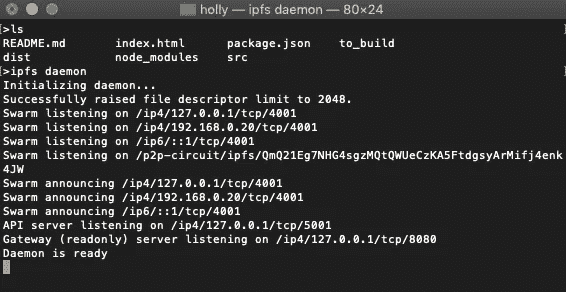 holly — ipfs daemon — 80×24
[>ls
README.md index.html package.json to_build
dist node_modules src
[>ipfs daemon
Initializing daemon...
Successfully raised file descriptor limit to 2048.
Swarm listening on /ip4/127.0.0.1/tcp/4001
Swarm listening on /ip4/192.168.0.20/tcp/4001
Swarm listening on /ip6/::1/tcp/4001
Swarm listening on /p2p-circuit/ipfs/QmQ21Eg7NHG4sgzMQtQWUeCzKA5FtdgsyArMifj4enk
4JW
Swarm announcing /ip4/127.0.0.1/tcp/4001
Swarm announcing /ip4/192.168.0.20/tcp/4001
Swarm announcing /ip6/::1/tcp/4001
API server listening on /ip4/127.0.0.1/tcp/5001
Gateway (readonly) server listening on /ip4/127.0.0.1/tcp/8080
Daemon is ready